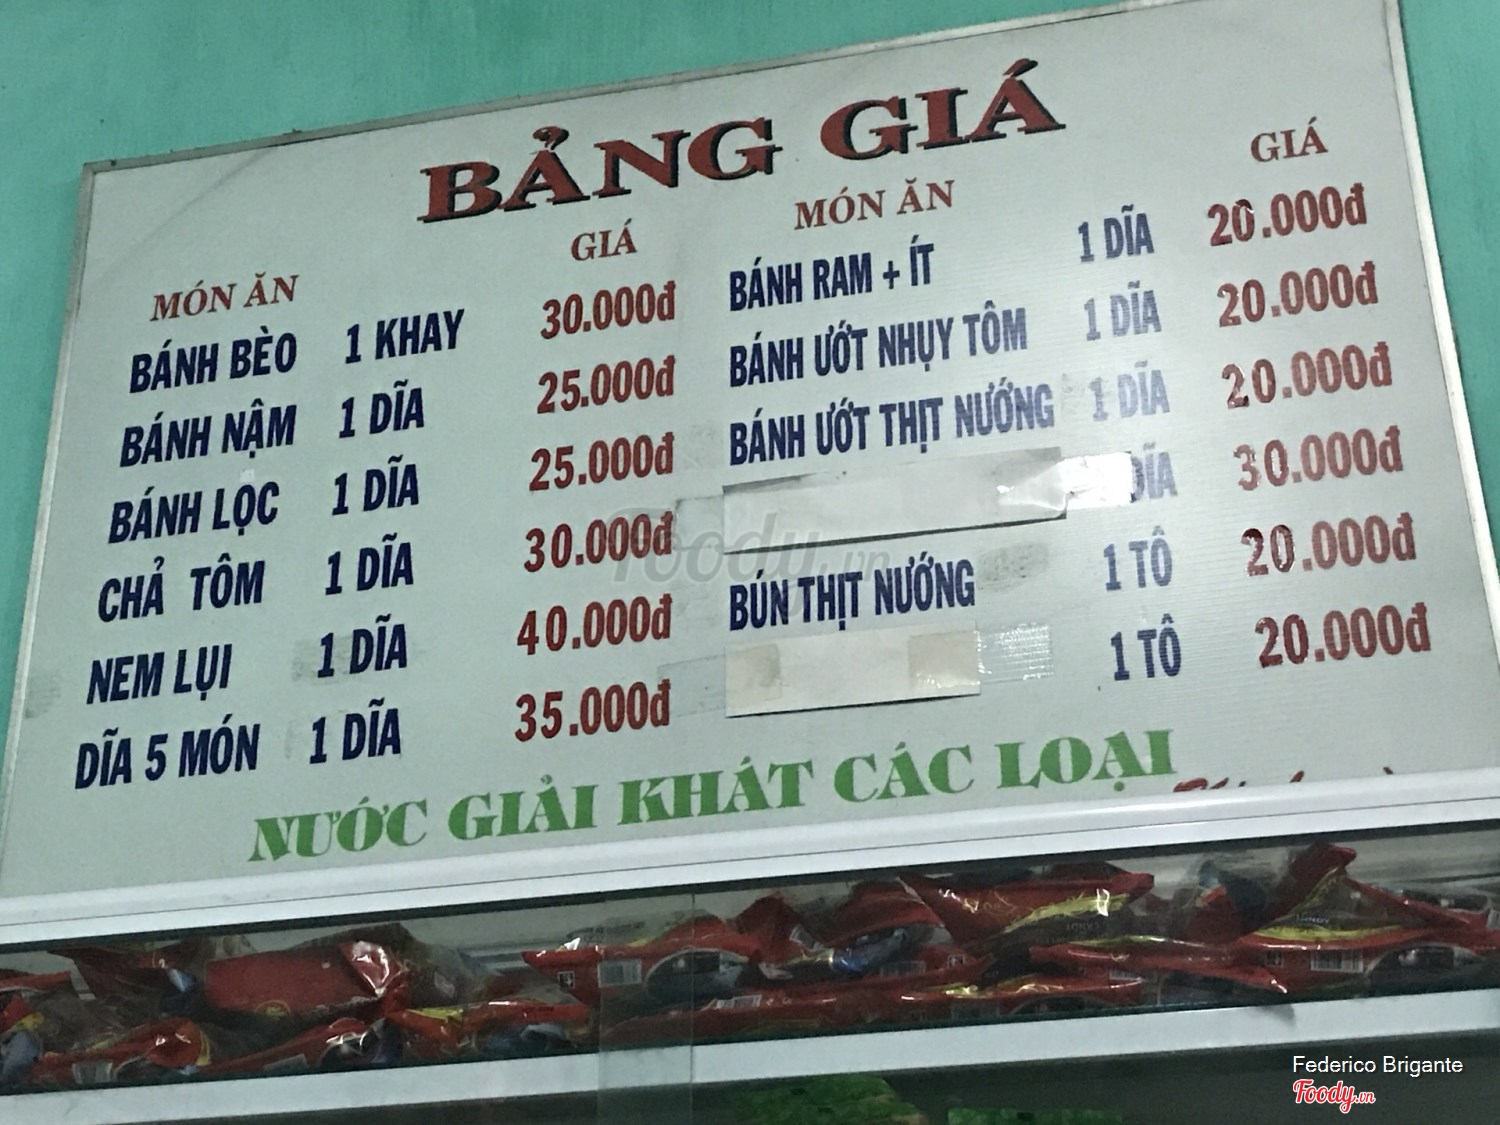 BẢNG GIÁ
MÓN ĂN GIÁ
BÁNH BÈO 1 KHAY 30.000đ
BÁNH NẬM 1 DĨA 25.000đ
BÁNH LỌC 1 DĨA 25.000đ
CHẢ TÔM 1 DĨA 30.000đ
NEM LỤI 1 DĨA 40.000đ
DĨA 5 MÓN 1 DĨA 35.000đ
MÓN ĂN GIÁ
BÁNH RAM + ÍT 1 DĨA 20.000đ
BÁNH ƯỚT NHỤY TÔM 1 DĨA 20.000đ
BÁNH ƯỚT THỊT NƯỚNG 1 DĨA 20.000đ
DĨA 30.000đ
BÚN THỊT NƯỚNG 1 TÔ 20.000đ
1 TÔ 20.000đ
NƯỚC GIẢI KHÁT CÁC LOẠI
Foody.vn
Federico Brigante
Foody.vn